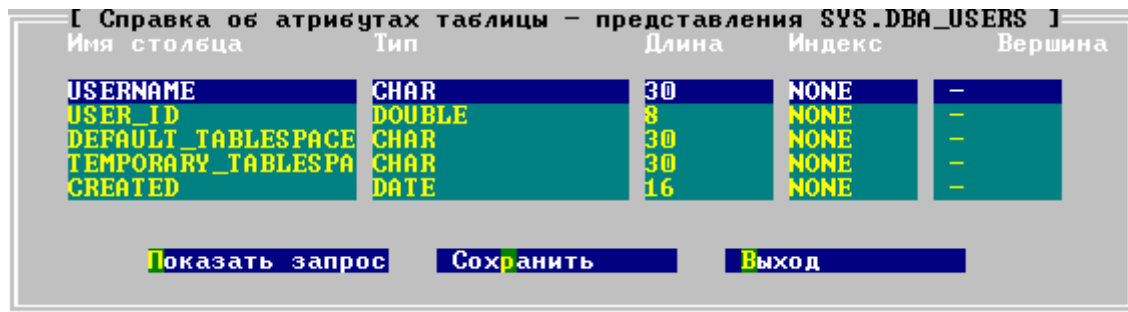 [ Справка об атрибутах таблицы – представления SYS.DBA_USERS ]
Имя столбца Тип Длина Индекс Вершина
USERNAME CHAR 30 NONE –
USER_ID DOUBLE 8 NONE –
DEFAULT_TABLESPACE CHAR 30 NONE –
TEMPORARY_TABLESPA CHAR 30 NONE –
CREATED DATE 16 NONE –
Показать запрос Сохранить Выход